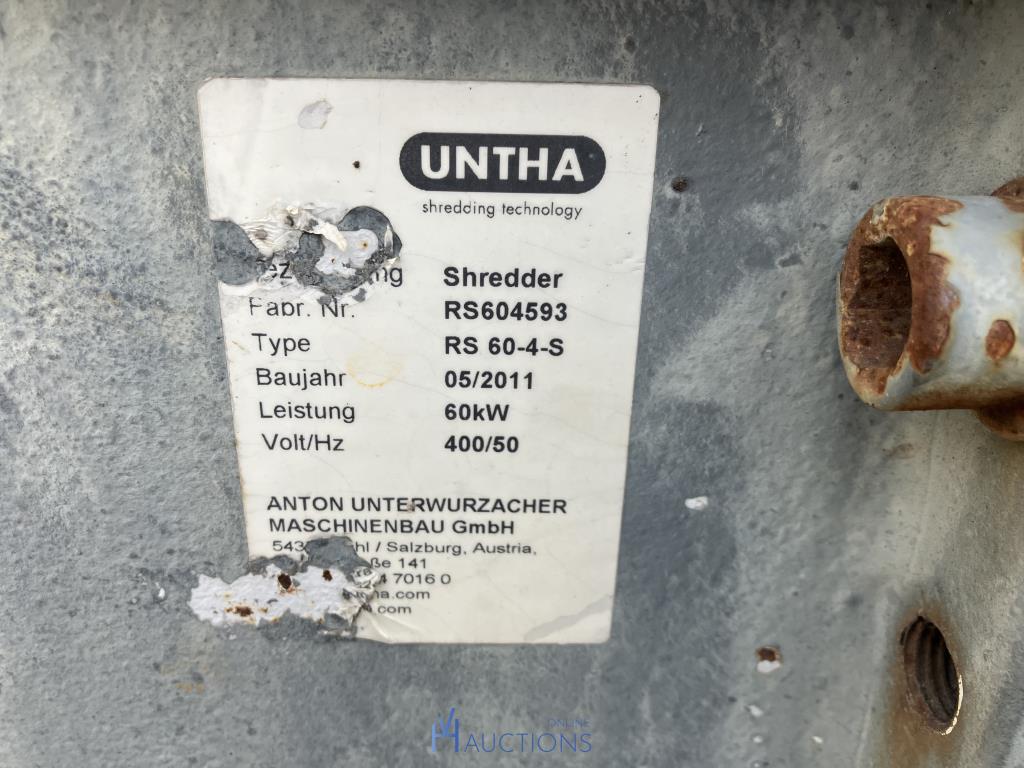 UNTHA
shredding technology
Shredder
Fabr. Nr. RS604593
Type RS 60-4-S
Baujahr 05/2011
Leistung 60kW
Volt/Hz 400/50
ANTON UNTERWURZACHER
MASCHINENBAU GmbH
/ Salzburg, Austria,
141
7016 0
.com
.com
ONLINE
AUCTIONS